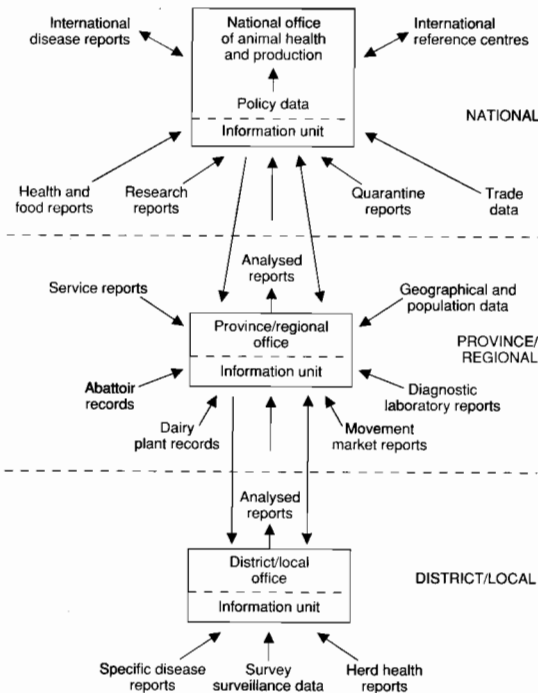 International
disease reports
National office
of animal health
and production
International
reference centres
Policy data
Information unit
NATIONAL
Health and
food reports
Research
reports
Quarantine
reports
Trade
data
Analysed
reports
Service reports
Geographical and
population data
Province/regional
office
Information unit
PROVINCE/
REGIONAL
Abattoir
records
Diagnostic
laboratory reports
Dairy
plant records
Movement
market reports
Analysed
reports
District/local
office
Information unit
DISTRICT/LOCAL
Specific disease
reports
Survey
surveillance data
Herd health
reports